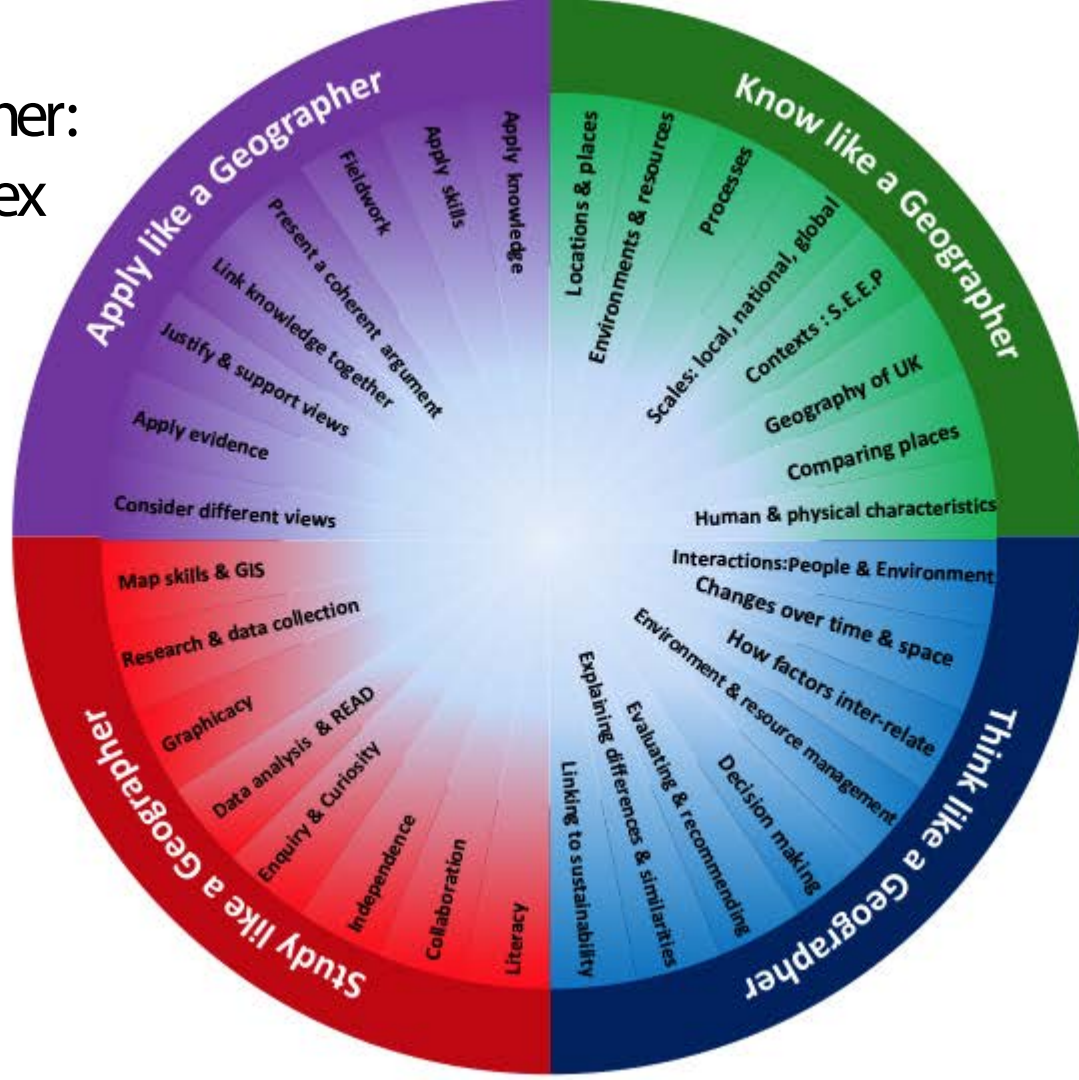 ner:
ex
Know like a Geographer
Locations & places
Environments & resources
Processes
Scales: local, national, global
Contexts : S.E.E.P
Geography of UK
Comparing places
Human & physical characteristics
Think like a Geographer
Interactions:People & Environment
Changes over time & space
How factors inter-relate
Environment & resource management
Decision making
Evaluating & recommending
Explaining differences & similarities
Linking to sustainability
Study like a Geographer
Literacy
Collaboration
Independence
Enquiry & Curiosity
Data analysis & READ
Graphicacy
Research & data collection
Map skills & GIS
Apply like a Geographer
Consider different views
Apply evidence
Justify & support views
Link knowledge together
Present a coherent argument
Fieldwork
Apply skills
Apply knowledge